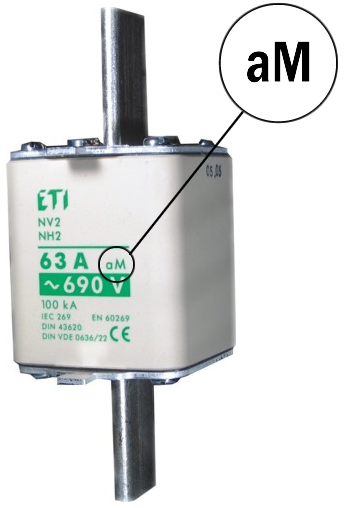 aM
05,05
ETI
NV2
NH2
63 A aM
~690 V
100 kA
IEC 269 EN 60269
DIN 43620
DIN VDE 0636/22 CE